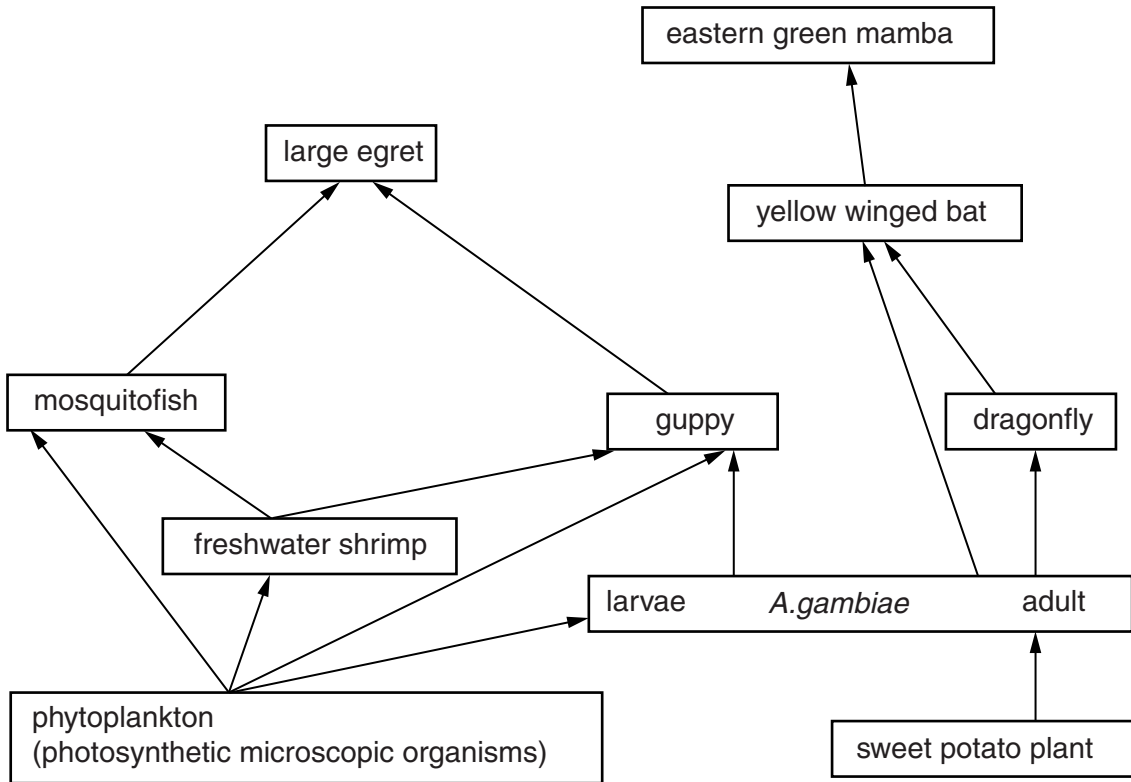 eastern green mamba
large egret
yellow winged bat
mosquitofish
guppy
dragonfly
freshwater shrimp
larvae A.gambiae adult
phytoplankton
(photosynthetic microscopic organisms)
sweet potato plant